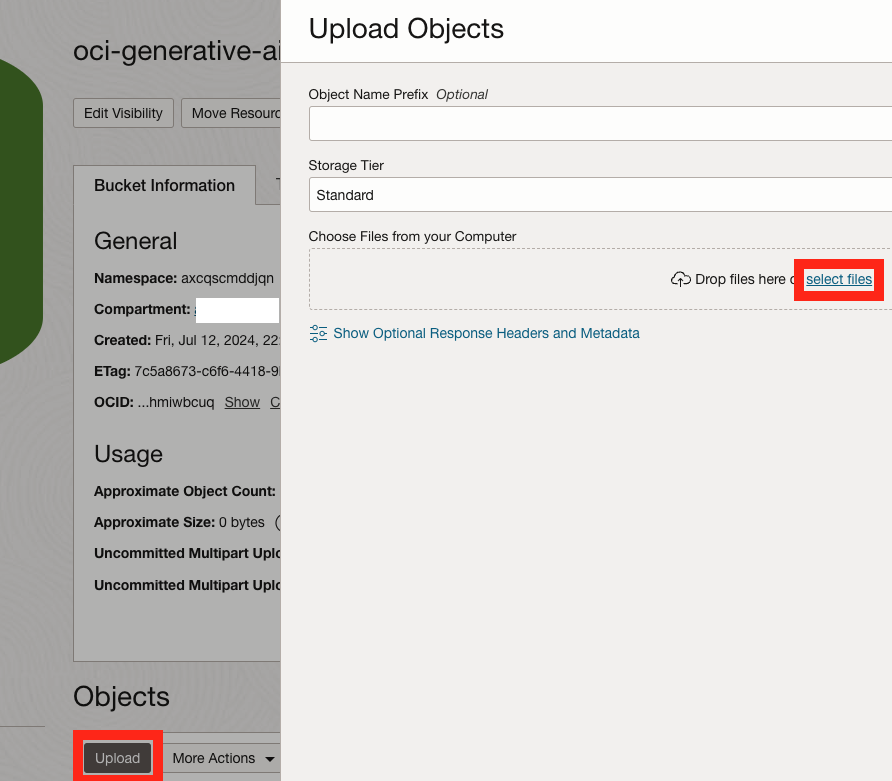 oci-generative-ai
Edit Visibility
Move Resourc
Bucket Information
General
Namespace: axcqscmddjqn
Compartment:
Created: Fri, Jul 12, 2024, 22:
ETag: 7c5a8673-c6f6-4418-9
OCID: ...hmiwbcuq Show C
Usage
Approximate Object Count:
Approximate Size: 0 bytes
Uncommitted Multipart Uplo
Uncommitted Multipart Uplo
Objects
Upload
More Actions
Upload Objects
Object Name Prefix Optional
Storage Tier
Standard
Choose Files from your Computer
Drop files here select files
Show Optional Response Headers and Metadata